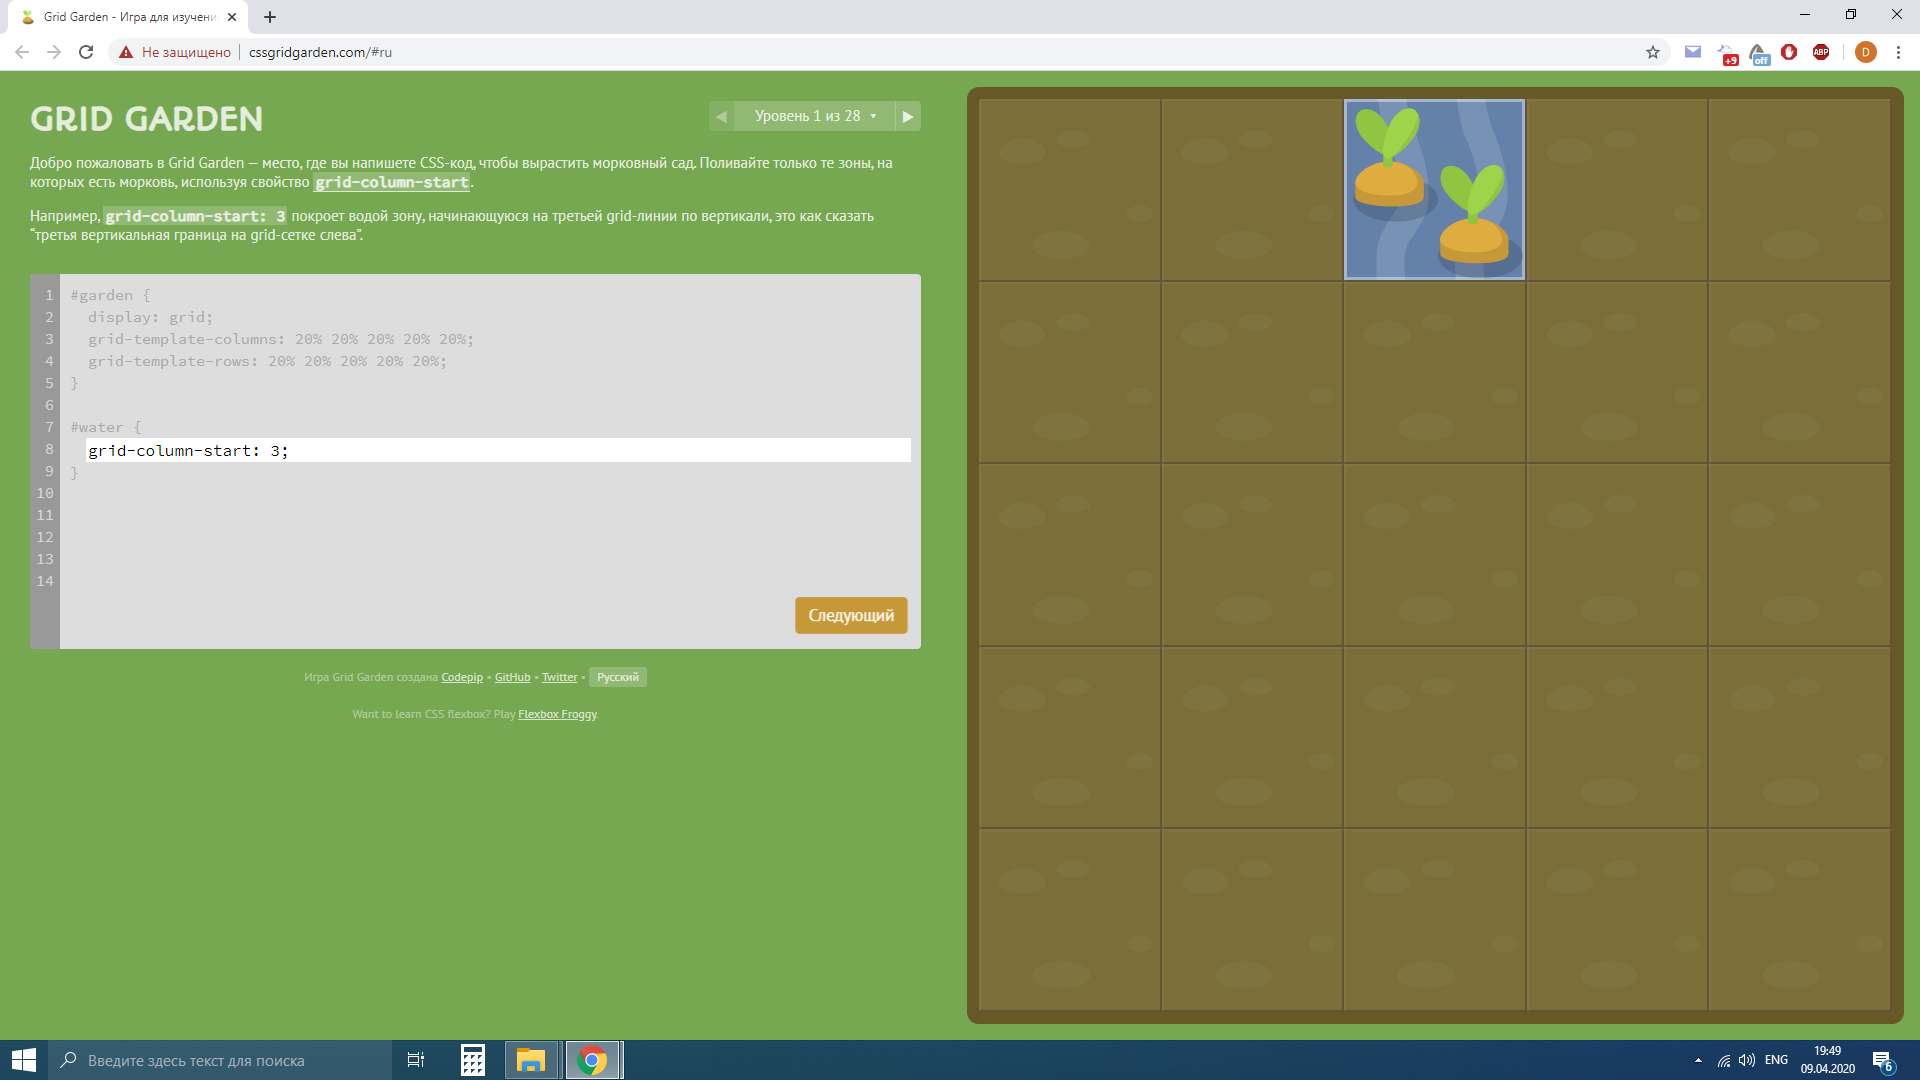 Grid Garden - Игра для изучени
Не защищено
cssgridgarden.com/#ru
+9
off
ABP
D
GRID GARDEN
Уровень 1 из 28
Добро пожаловать в Grid Garden — место, где вы напишете CSS-код, чтобы вырастить морковный сад. Поливайте только те зоны, на
которых есть морковь, используя свойство grid-column-start.
Например, grid-column-start: 3 покроет водой зону, начинающуюся на третьей grid-линии по вертикали, это как сказать
“третья вертикальная граница на grid-сетке слева”.
1 #garden {
2 display: grid;
3 grid-template-columns: 20% 20% 20% 20% 20%;
4 grid-template-rows: 20% 20% 20% 20% 20%;
5 }
6
7 #water {
8 grid-column-start: 3;
9 }
10
11
12
13
14
Следующий
Игра Grid Garden создана Codepip • GitHub • Twitter • Русский
Want to learn CSS flexbox? Play Flexbox Froggy.
Введите здесь текст для поиска
ENG
19:49
09.04.2020
6